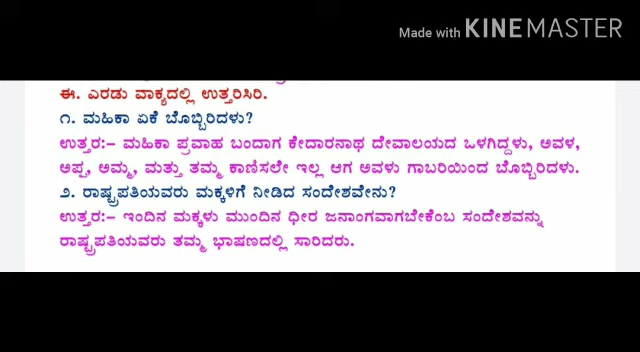 Made with KINEMASTER
ಈ. ಎರಡು ವಾಕ್ಯದಲ್ಲಿ ಉತ್ತರಿಸಿರಿ.
೧. ಮಹಿಕಾ ಏಕೆ ಬೊಬ್ಬಿರಿದಳು?
ಉತ್ತರ:– ಮಹಿಕಾ ಪ್ರವಾಹ ಬಂದಾಗ ಕೇದಾರನಾಥ ದೇವಾಲಯದ ಒಳಗಿದ್ದಳು, ಅವಳ,
ಅಪ್ಪ, ಅಮ್ಮ, ಮತ್ತು ತಮ್ಮ ಕಾಣಿಸಲೇ ಇಲ್ಲ ಆಗ ಅವಳು ಗಾಬರಿಯಿಂದ ಬೊಬ್ಬಿರಿದಳು.
೨. ರಾಷ್ಟ್ರಪತಿಯವರು ಮಕ್ಕಳಿಗೆ ನೀಡಿದ ಸಂದೇಶವೇನು?
ಉತ್ತರ:– ಇಂದಿನ ಮಕ್ಕಳು ಮುಂದಿನ ಧೀರ ಜನಾಂಗವಾಗಬೇಕೆಂಬ ಸಂದೇಶವನ್ನು
ರಾಷ್ಟ್ರಪತಿಯವರು ತಮ್ಮ ಭಾಷಣದಲ್ಲಿ ಸಾರಿದರು.